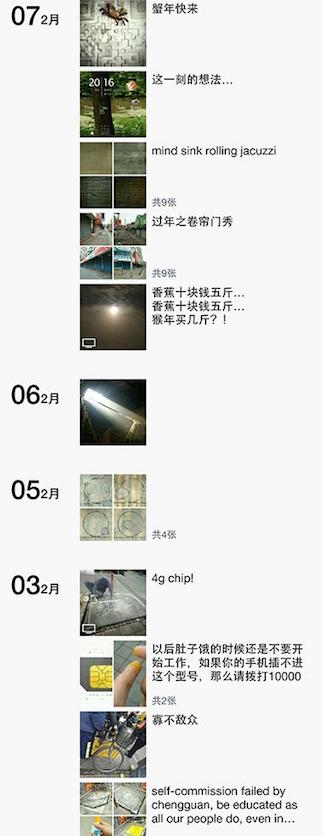 07 2月
蟹年快来
20 16
这一刻的想法…
mind sink rolling jacuzzi
共9张
过年之卷帘门秀
共9张
香蕉十块钱五斤…
香蕉十块钱五斤…
猴年买几斤？！
06 2月
05 2月
共4张
03 2月
4g chip!
以后肚子饿的时候还是不要开
始工作，如果你的手机插不进
这个型号，那么请拨打10000
共2张
寡不敌众
self-commission failed by
chengguan, be educated as
all our people do, even in…